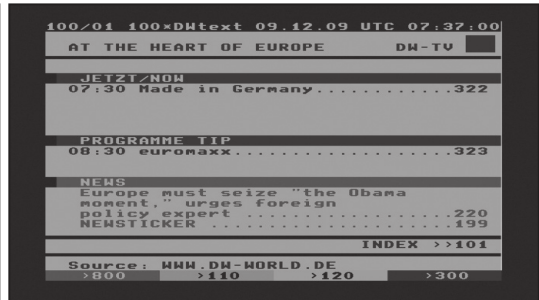 100/01 100×DWtext 09.12.09 UTC 07:37:00
AT THE HEART OF EUROPE DW-TV
JETZT/NOW
07:30 Made in Germany............322
PROGRAMME TIP
08:30 euromaxx...................323
NEWS
Europe must seize "the Obama
moment," urges foreign
policy expert ...................220
NEWSTICKER ......................199
INDEX >>101
Source: WWW.DW-WORLD.DE
>800 >110 >120 >300